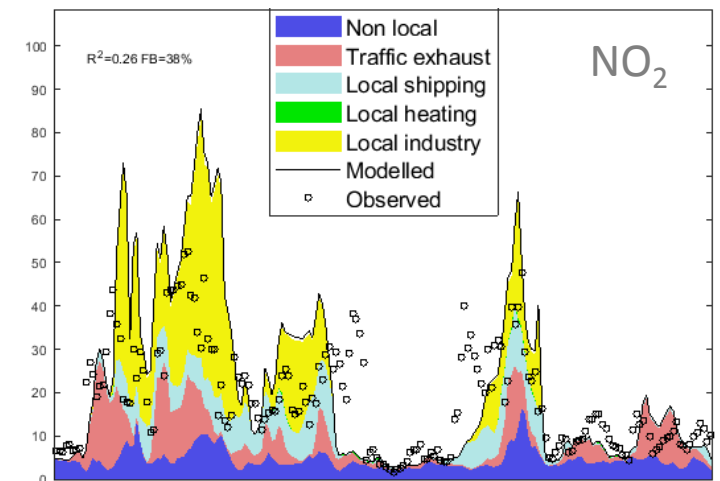 100
90
80
70
60
50
40
30
20
10
0
R²=0.26 FB=38%
Non local
Traffic exhaust
Local shipping
Local heating
Local industry
Modelled
Observed
NO₂